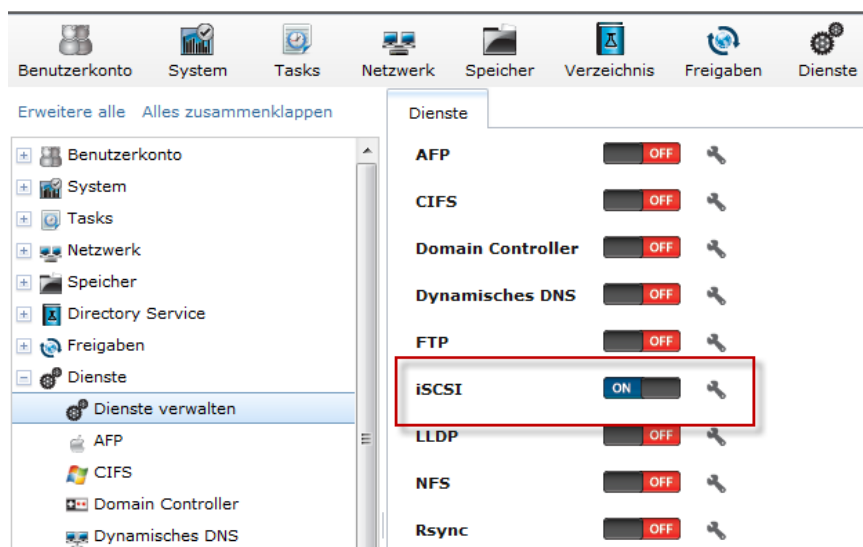 Benutzerkonto System Tasks Netzwerk Speicher Verzeichnis Freigaben Dienste
Erweitere alle Alles zusammenklappen
Benutzerkonto
System
Tasks
Netzwerk
Speicher
Directory Service
Freigaben
Dienste
Dienste verwalten
AFP
CIFS
Domain Controller
Dynamisches DNS
Dienste
AFP OFF
CIFS OFF
Domain Controller OFF
Dynamisches DNS OFF
FTP OFF
iSCSI ON
LLDP OFF
NFS OFF
Rsync OFF